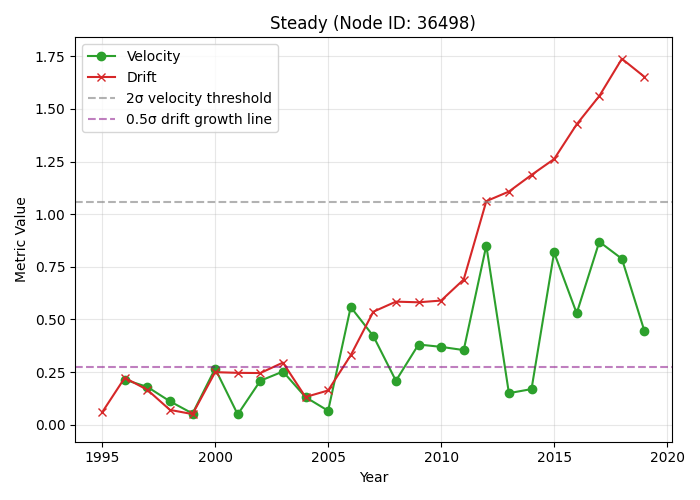 Steady (Node ID: 36498)
Velocity
Drift
2σ velocity threshold
0.5σ drift growth line
1.75
1.50
1.25
1.00
0.75
0.50
0.25
0.00
Metric Value
1995 2000 2005 2010 2015 2020
Year